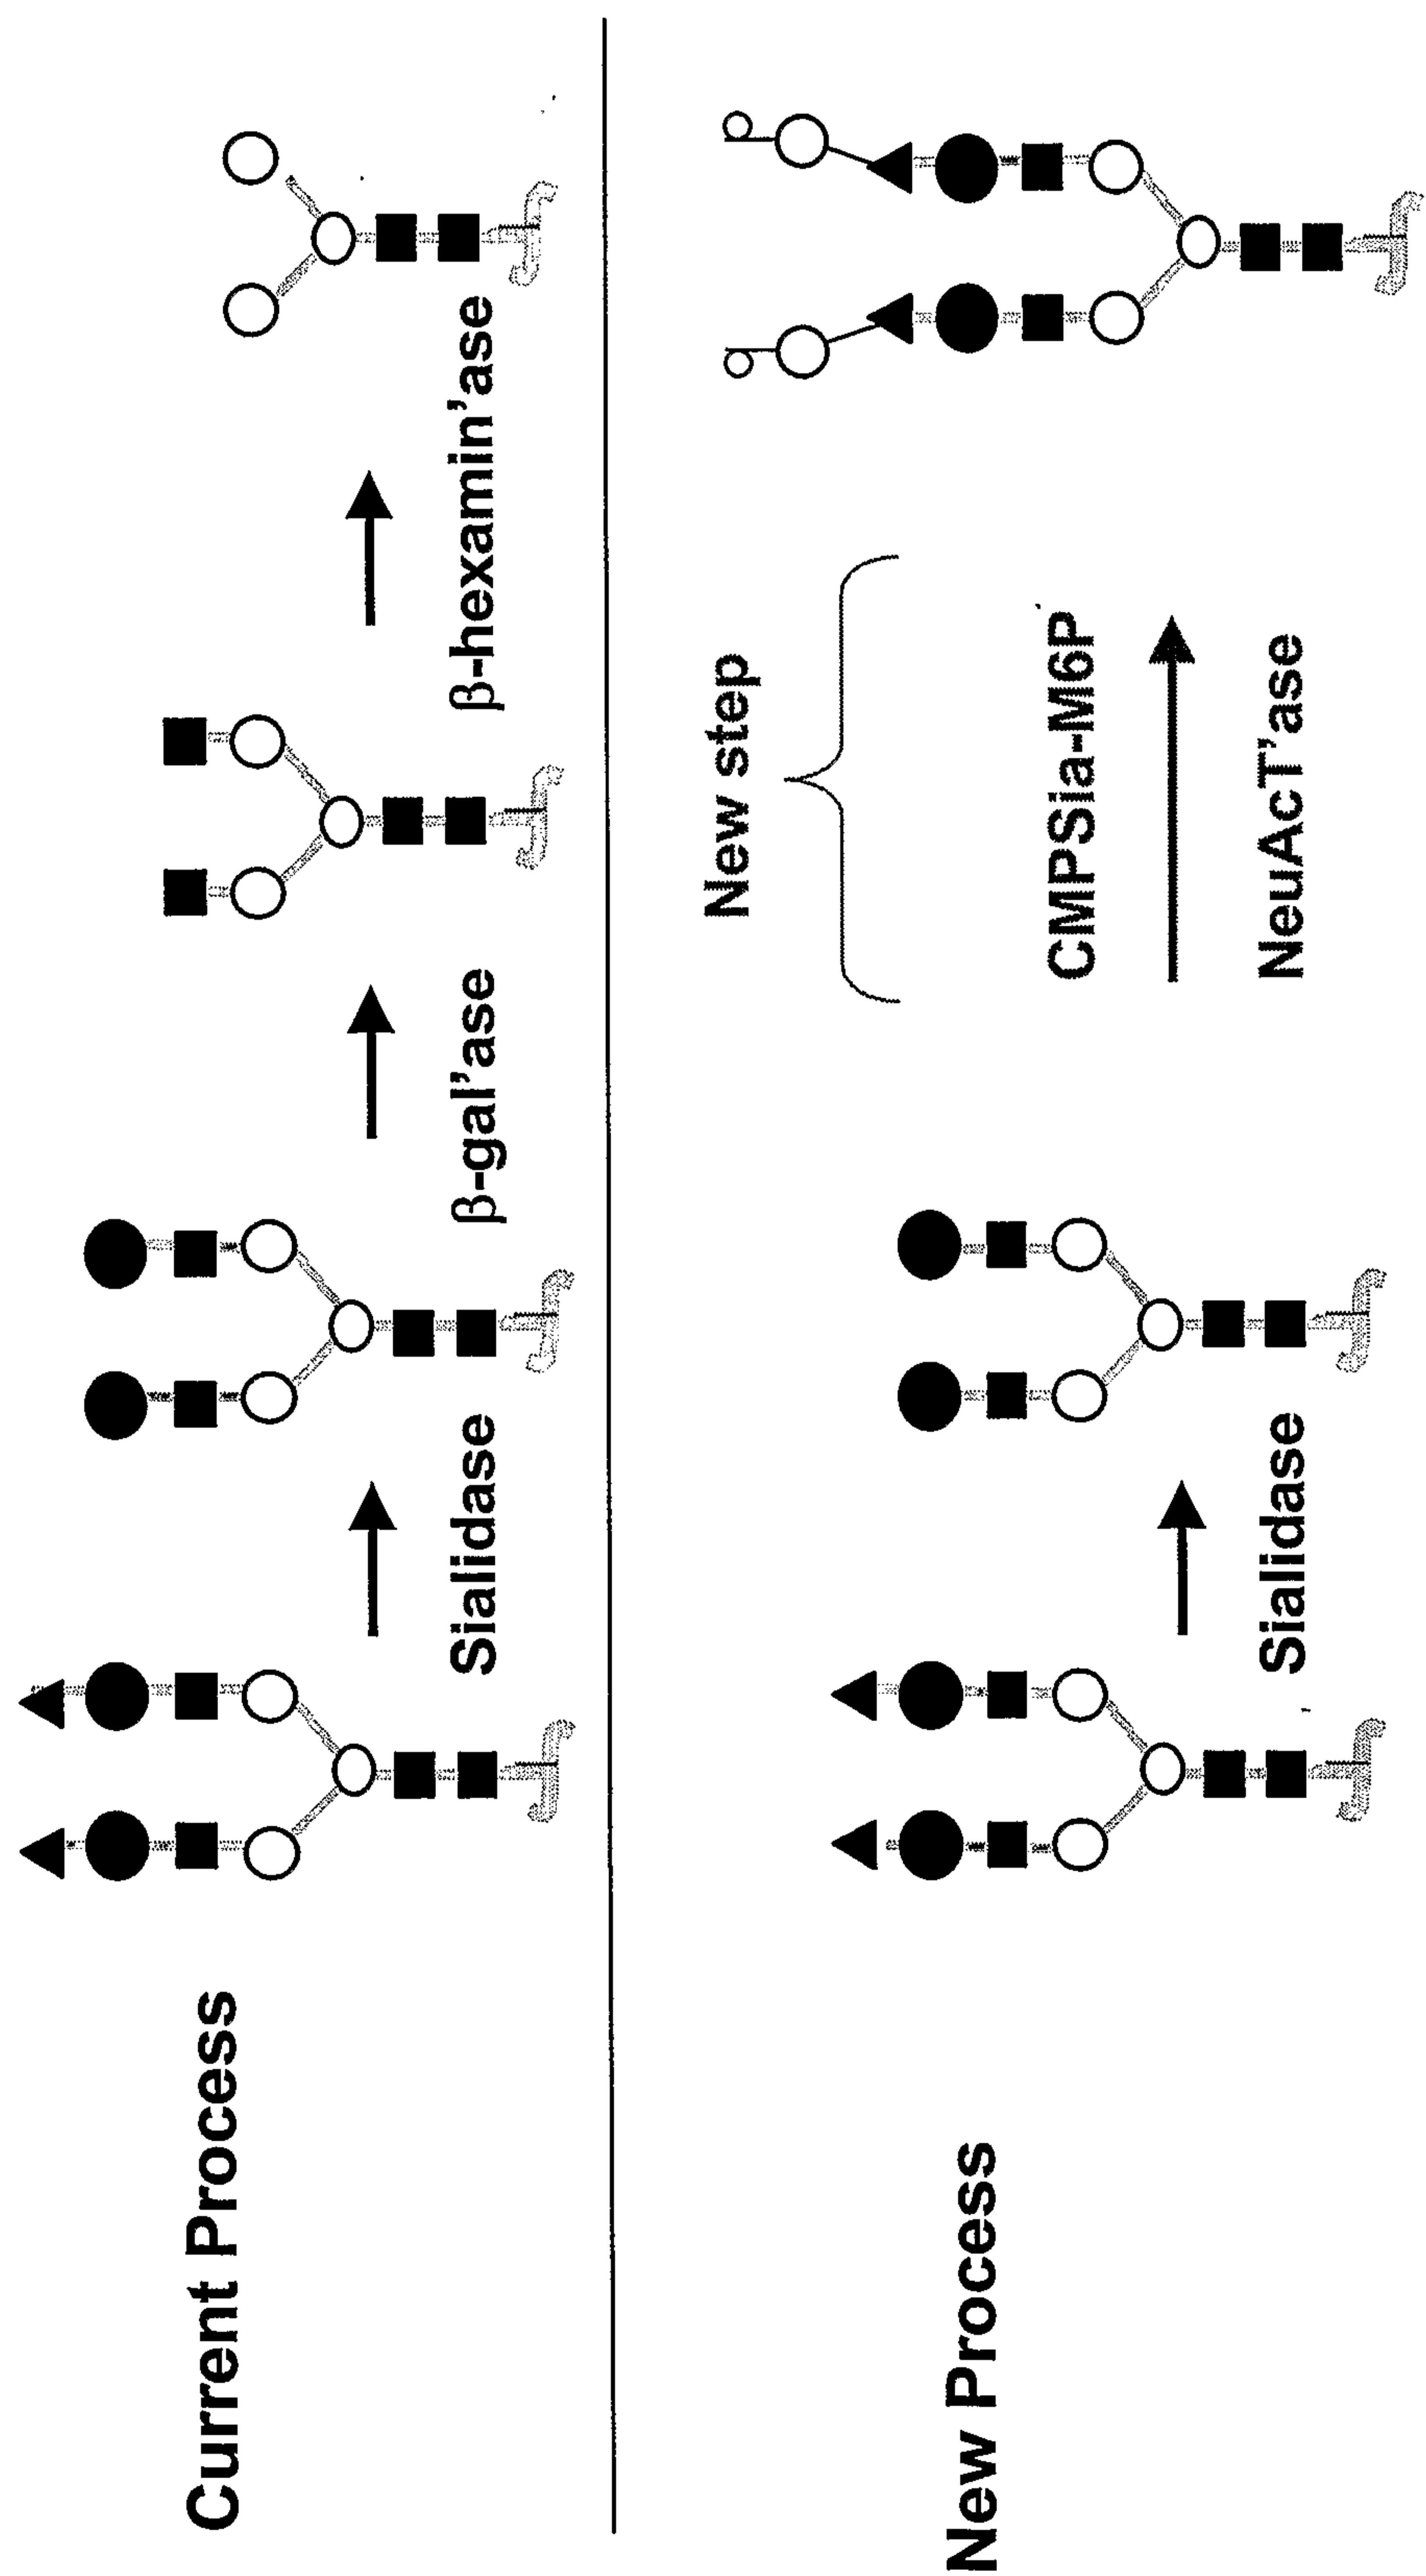 Current Process
Sialidase
β-gal’ase
β-hexamin’ase
New Process
Sialidase
New step
CMPSia-M6P
NeuAcT’ase